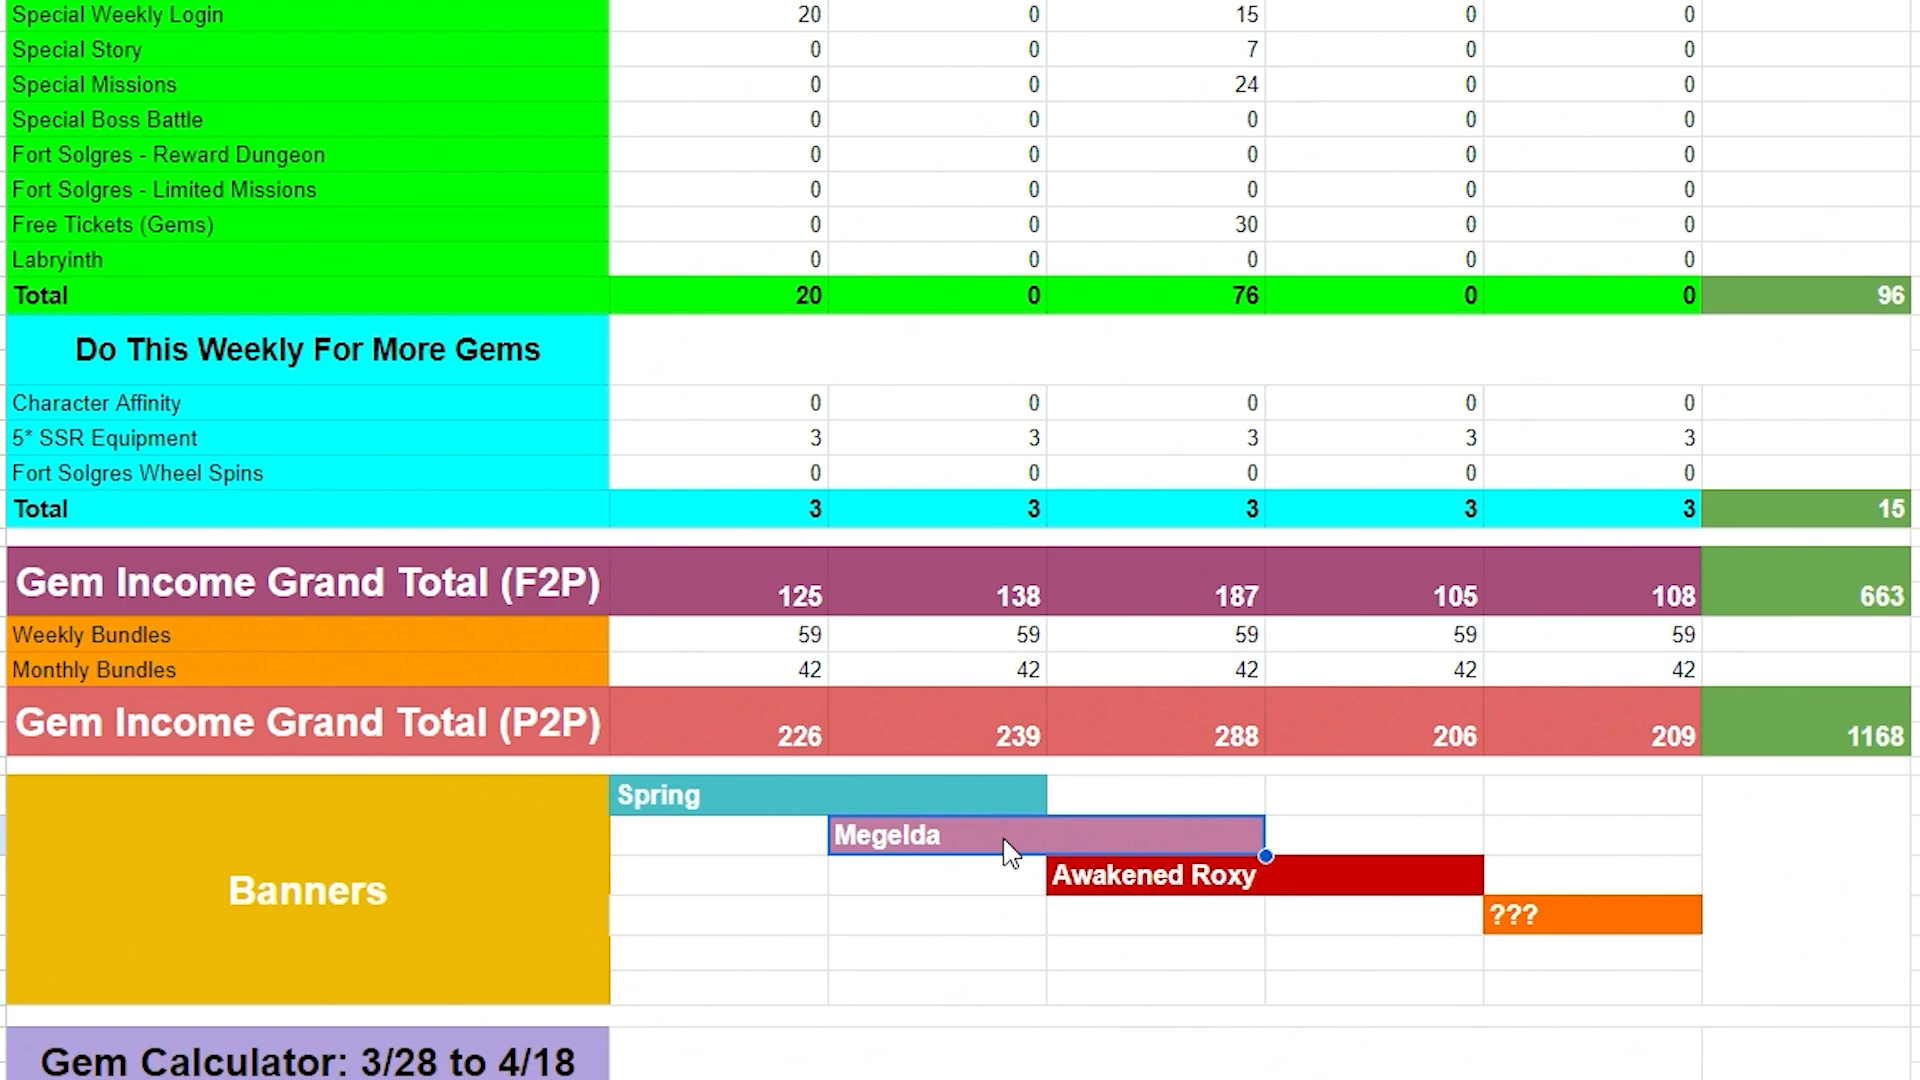 Special Weekly Login 20 0 15 0 0
Special Story 0 0 7 0 0
Special Missions 0 0 24 0 0
Special Boss Battle 0 0 0 0 0
Fort Solgres - Reward Dungeon 0 0 0 0 0
Fort Solgres - Limited Missions 0 0 0 0 0
Free Tickets (Gems) 0 0 30 0 0
Labryinth 0 0 0 0 0
Total 20 0 76 0 0 96
Do This Weekly For More Gems
Character Affinity 0 0 0 0 0
5* SSR Equipment 3 3 3 3 3
Fort Solgres Wheel Spins 0 0 0 0 0
Total 3 3 3 3 3 15
Gem Income Grand Total (F2P) 125 138 187 105 108 663
Weekly Bundles 59 59 59 59 59
Monthly Bundles 42 42 42 42 42
Gem Income Grand Total (P2P) 226 239 288 206 209 1168
Spring
Megelda
Awakened Roxy
Banners
???
Gem Calculator: 3/28 to 4/18